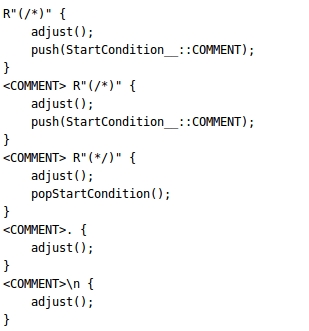 R"(/*)" {
    adjust();
    push(StartCondition__::COMMENT);
}
<COMMENT> R"(/*)" {
    adjust();
    push(StartCondition__::COMMENT);
}
<COMMENT> R"(*/)" {
    adjust();
    popStartCondition();
}
<COMMENT>. {
    adjust();
}
<COMMENT>\n {
    adjust();
}